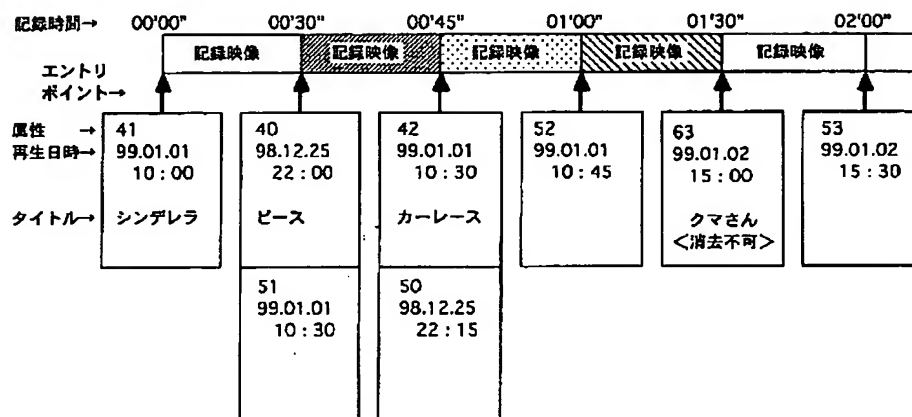 記録時間→ 00'00" 00'30" 00'45" 01'00" 01'30" 02'00"
記録映像 記録映像 記録映像 記録映像 記録映像
エントリ
ポイント→
属性 → 41 40 42 52 63 53
再生日時→ 99.01.01 98.12.25 99.01.01 99.01.01 99.01.02 99.01.02
10:00 22:00 10:30 10:45 15:00 15:30
タイトル→ シンデレラ ピース カーレース クマさん
<消去不可>
51 50
99.01.01 98.12.25
10:30 22:15